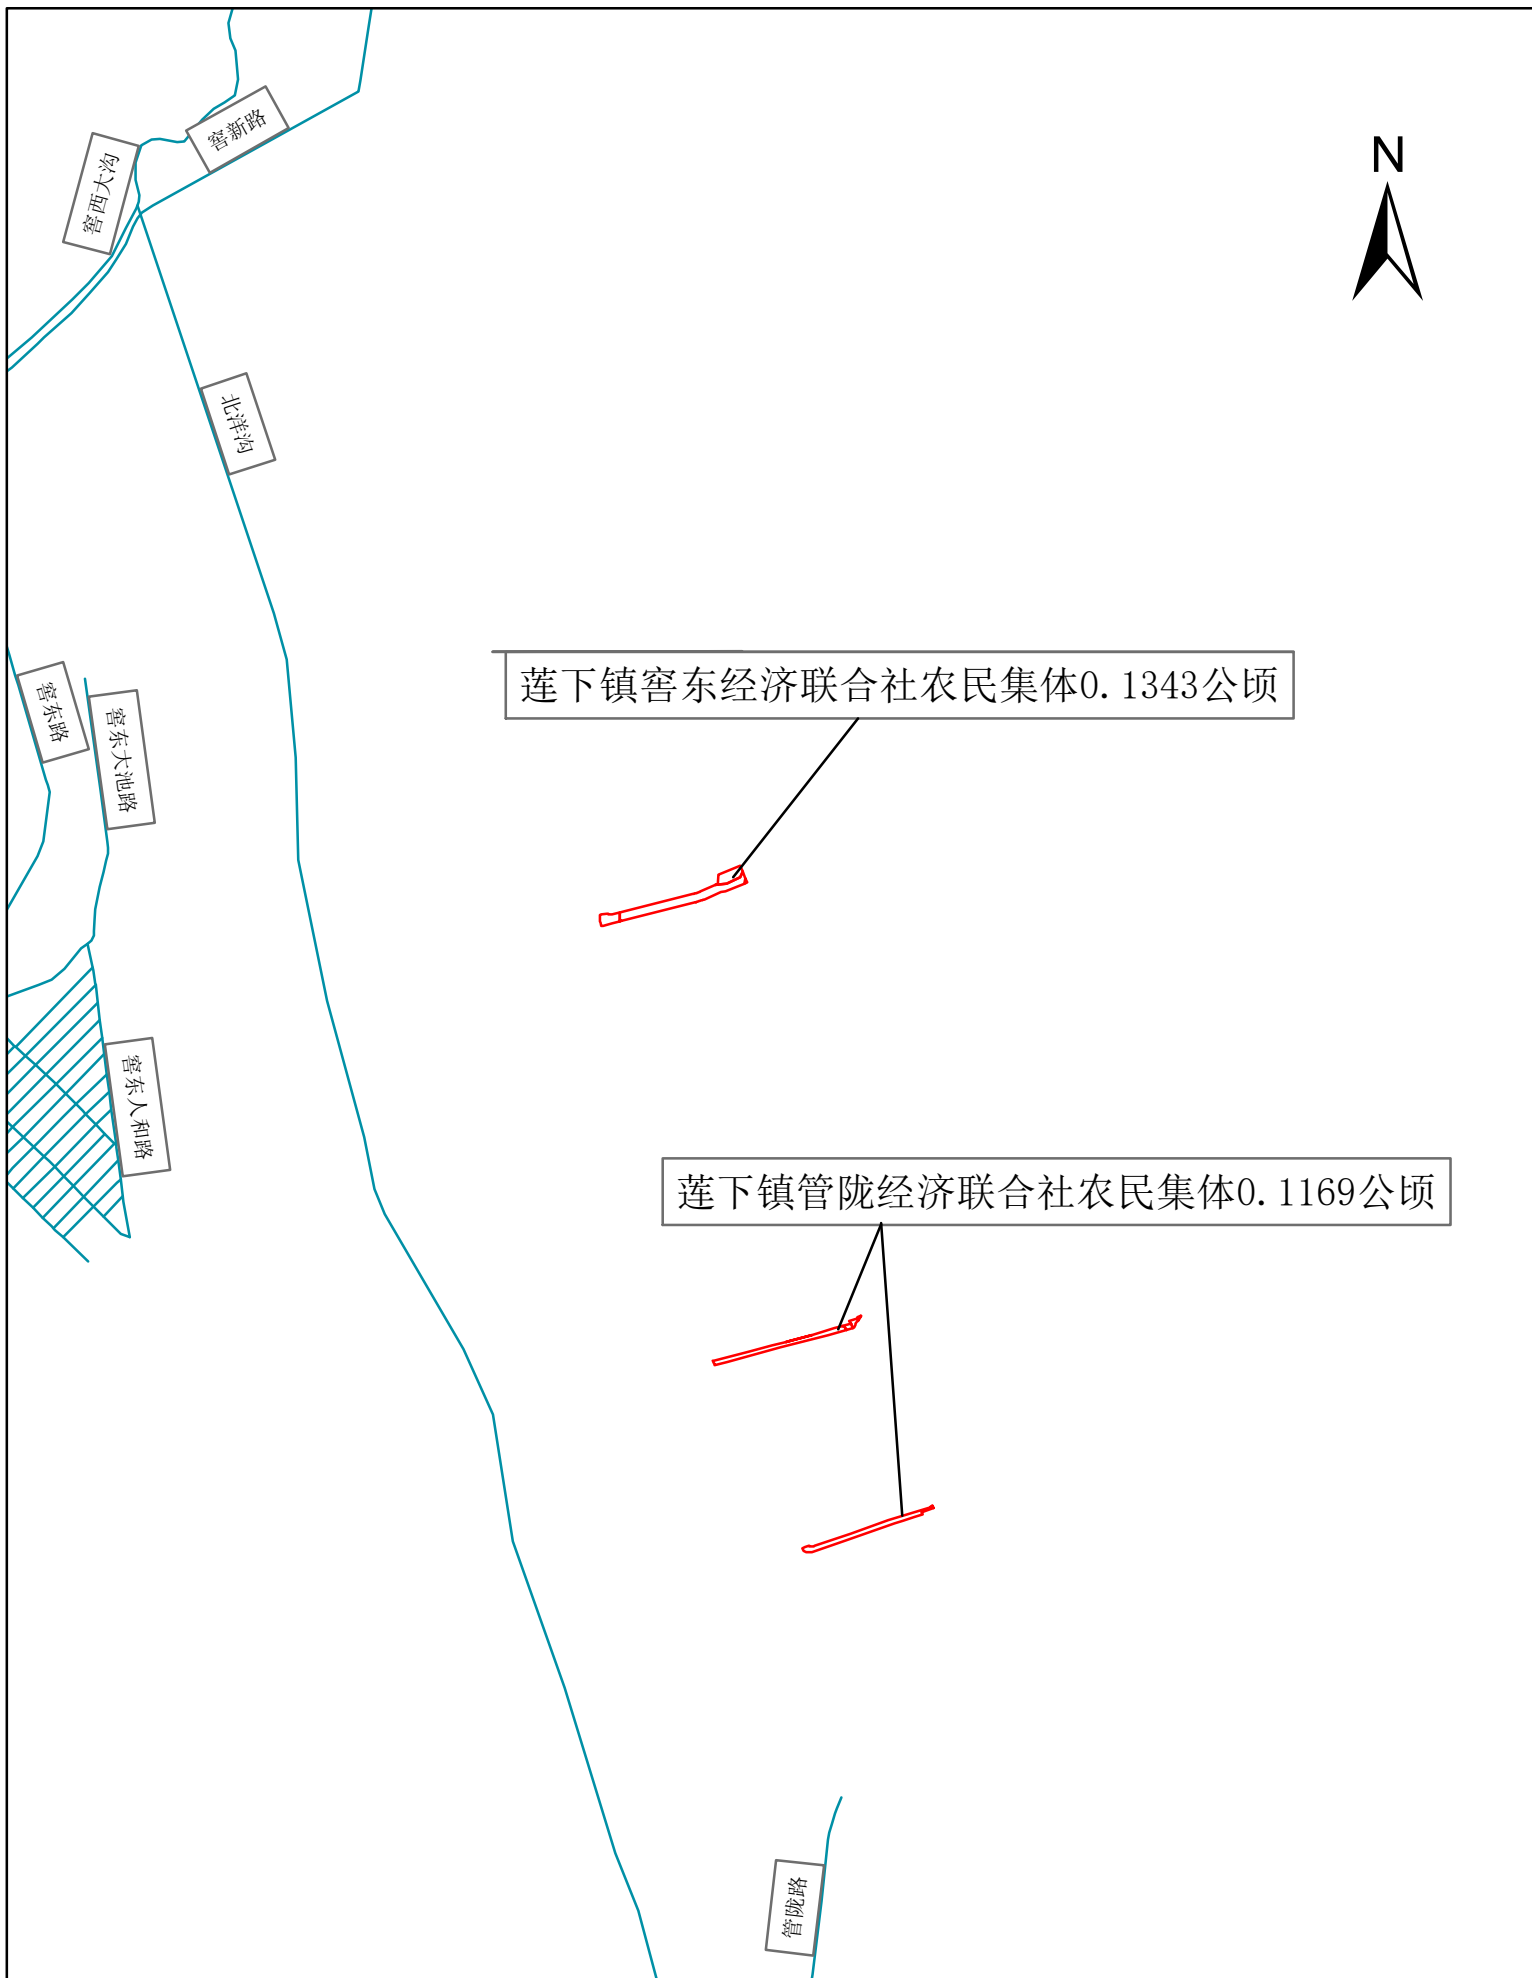 窖新路
N
窖西大沟
北洋沟
莲下镇窖东经济联合社农民集体0.1343公顷
窖东路
窖东大池路
窖东人和路
莲下镇管陇经济联合社农民集体0.1169公顷
管陇路